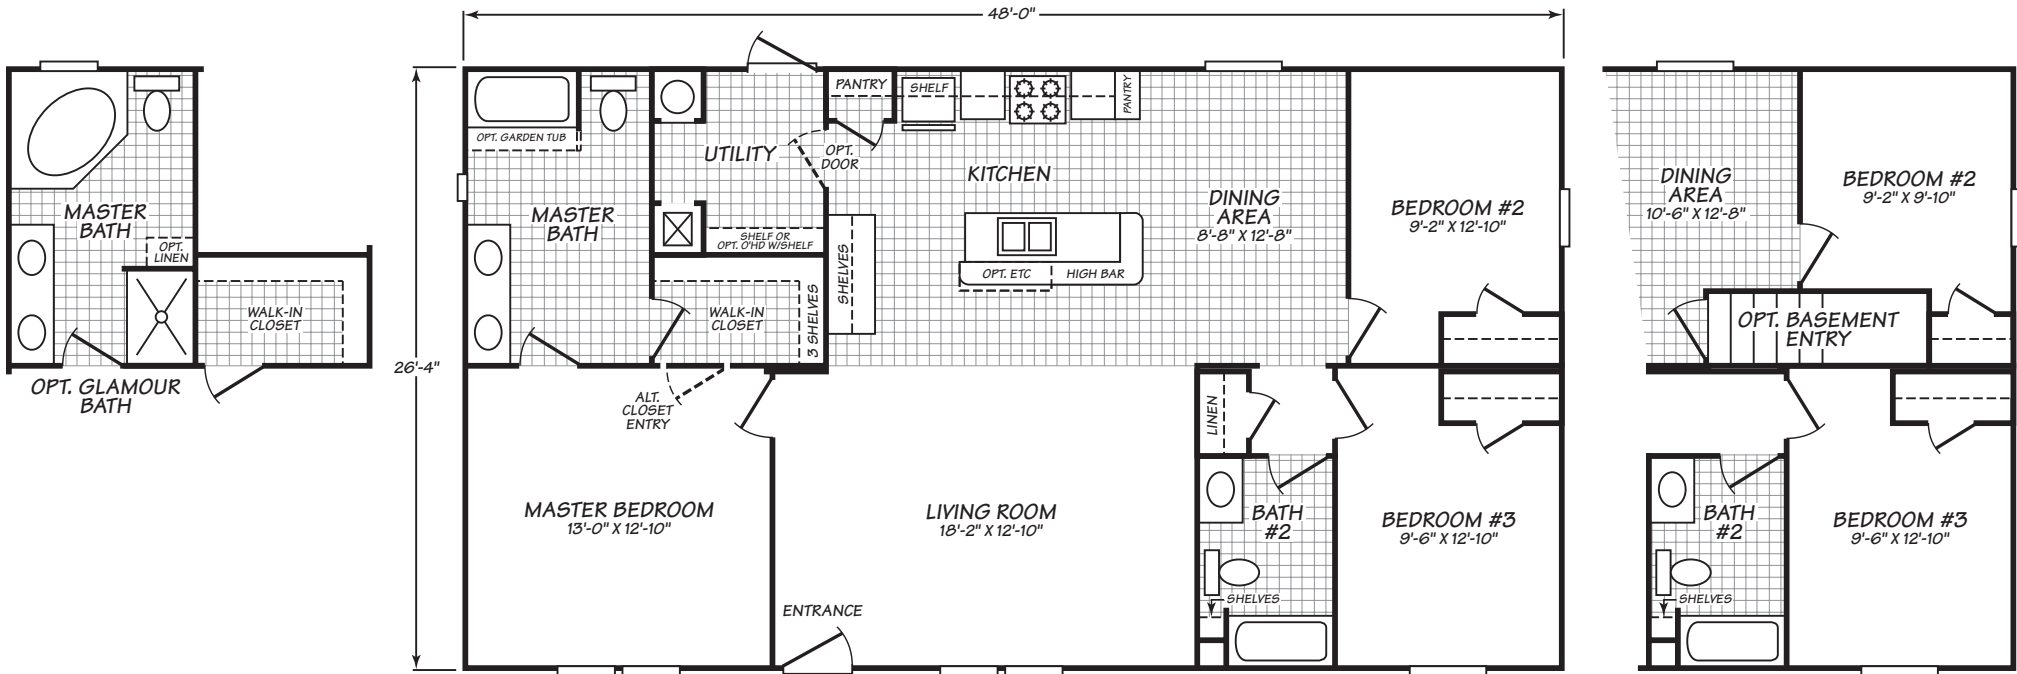 48'-0"
26'-4"
MASTER
BATH
OPT.
LINEN
WALK-IN
CLOSET
OPT. GLAMOUR
BATH
OPT. GARDEN TUB
MASTER
BATH
UTILITY
SHELF OR
OPT. O'HD W/SHELF
OPT.
DOOR
PANTRY
SHELF
PANTRY
KITCHEN
SHELVES
OPT. ETC
HIGH BAR
DINING
AREA
8'-8" X 12'-8"
BEDROOM #2
9'-2" X 12'-10"
WALK-IN
CLOSET
3 SHELVES
ALT.
CLOSET
ENTRY
MASTER BEDROOM
13'-0" X 12'-10"
LIVING ROOM
18'-2" X 12'-10"
ENTRANCE
LINEN
BATH
#2
SHELVES
BEDROOM #3
9'-6" X 12'-10"
DINING
AREA
10'-6" X 12'-8"
BEDROOM #2
9'-2" X 9'-10"
OPT. BASEMENT
ENTRY
BATH
#2
SHELVES
BEDROOM #3
9'-6" X 12'-10"